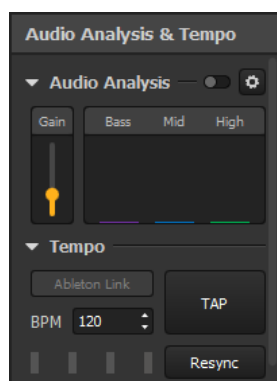 Audio Analysis & Tempo
Audio Analysis
Gain Bass Mid High
Tempo
Ableton Link
TAP
BPM 120
Resync